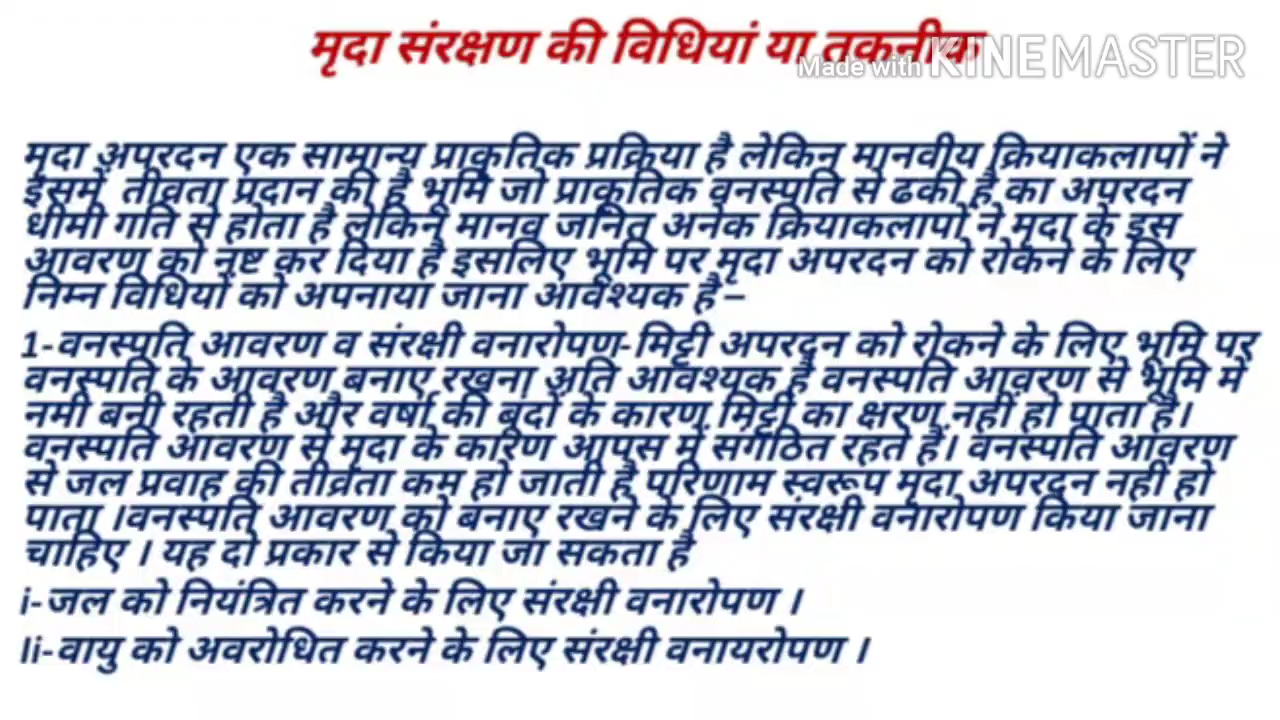 मृदा संरक्षण की विधियां या तकनीक
Made with KINEMASTER
मृदा अपरदन एक सामान्य प्राकृतिक प्रक्रिया है लेकिन मानवीय क्रियाकलापों ने
इसमें तीव्रता प्रदान की है भूमि जो प्राकृतिक वनस्पति से ढकी है का अपरदन
धीमी गति से होता है लेकिन मानव जनित अनेक क्रियाकलापों ने मृदा के इस
आवरण को नष्ट कर दिया है इसलिए भूमि पर मृदा अपरदन को रोकने के लिए
निम्न विधियों को अपनाया जाना आवश्यक है –
1-वनस्पति आवरण व संरक्षी वनारोपण-मिट्टी अपरदन को रोकने के लिए भूमि पर
वनस्पति के आवरण बनाए रखना अति आवश्यक है वनस्पति आवरण से भूमि में
नमी बनी रहती है और वर्षा की बूदों के कारण मिट्टी का क्षरण नहीं हो पाता है।
वनस्पति आवरण से मृदा के कारण आपस में संगठित रहते हैं। वनस्पति आवरण
से जल प्रवाह की तीव्रता कम हो जाती है परिणाम स्वरूप मृदा अपरदन नहीं हो
पाता ।वनस्पति आवरण को बनाए रखने के लिए संरक्षी वनारोपण किया जाना
चाहिए । यह दो प्रकार से किया जा सकता है
i-जल को नियंत्रित करने के लिए संरक्षी वनारोपण ।
Ii-वायु को अवरोधित करने के लिए संरक्षी वनायरोपण ।